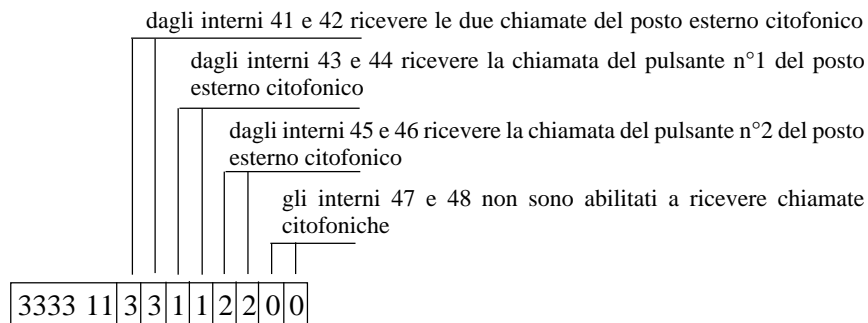 dagli interni 41 e 42 ricevere le due chiamate del posto esterno citofonico
dagli interni 43 e 44 ricevere la chiamata del pulsante n°1 del posto
esterno citofonico
dagli interni 45 e 46 ricevere la chiamata del pulsante n°2 del posto
esterno citofonico
gli interni 47 e 48 non sono abilitati a ricevere chiamate
citofoniche
3333 11 3 3 1 1 2 2 0 0